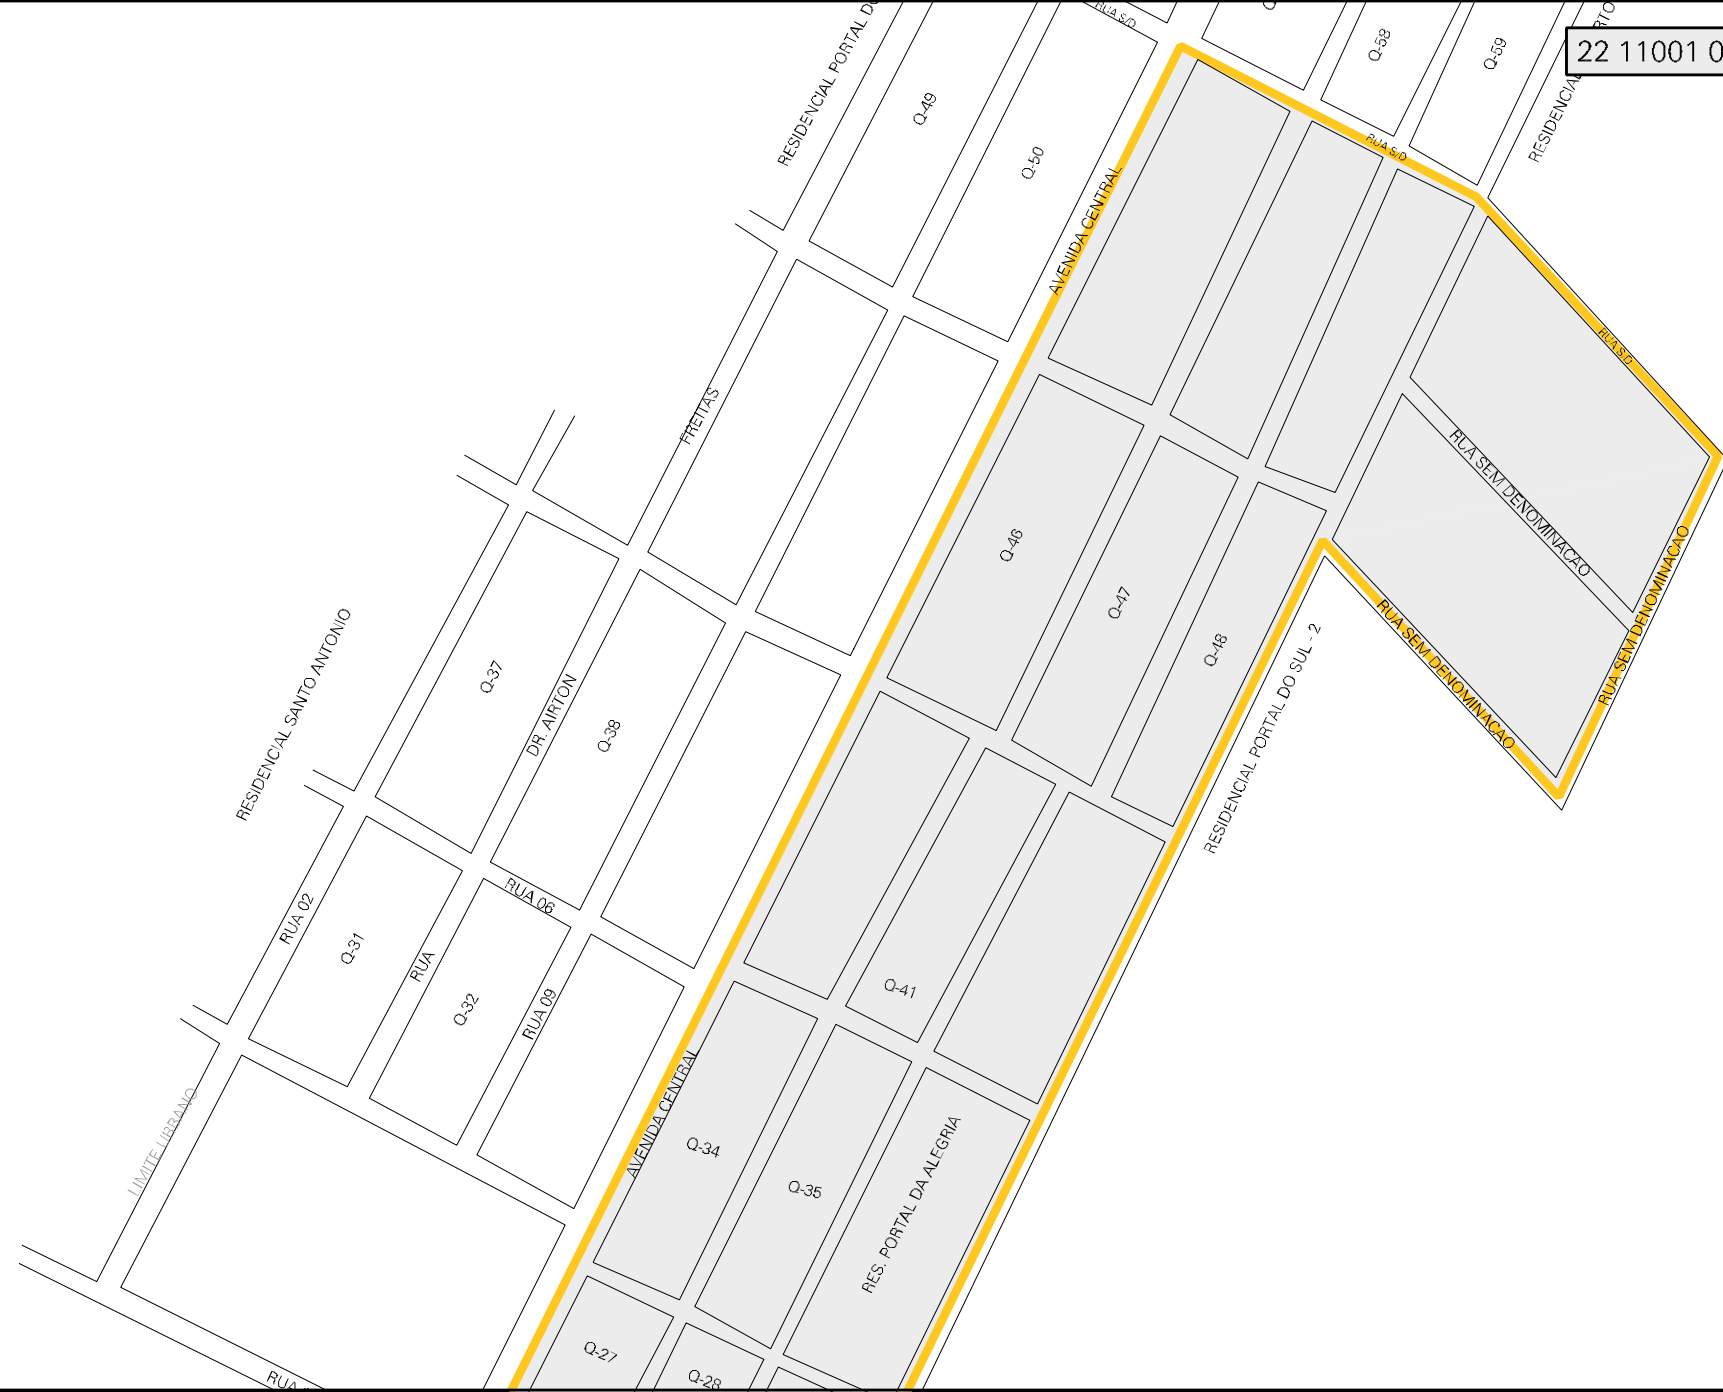 RUA S/D
Q-58
Q-59
22 11001 0
RESIDENCIAL PORTAL
RESIDENCIAL
Q-49
Q-50
RUA S/D
AVENIDA CENTRAL
RUA S/D
FREITAS
RUA SEM DENOMINACAO
Q-46
Q-47
Q-48
RUA SEM DENOMINACAO
RUA SEM DENOMINACAO
RESIDENCIAL SANTO ANTONIO
Q-37
DR. AIRTON
Q-38
RESIDENCIAL PORTAL DO SUL - 2
RUA 06
RUA 02
Q-31
RUA
Q-32
RUA 09
Q-41
LIMITE URBANO
AVENIDA CENTRAL
Q-34
Q-35
RES. PORTAL DA ALEGRIA
Q-27
Q-28
RUA